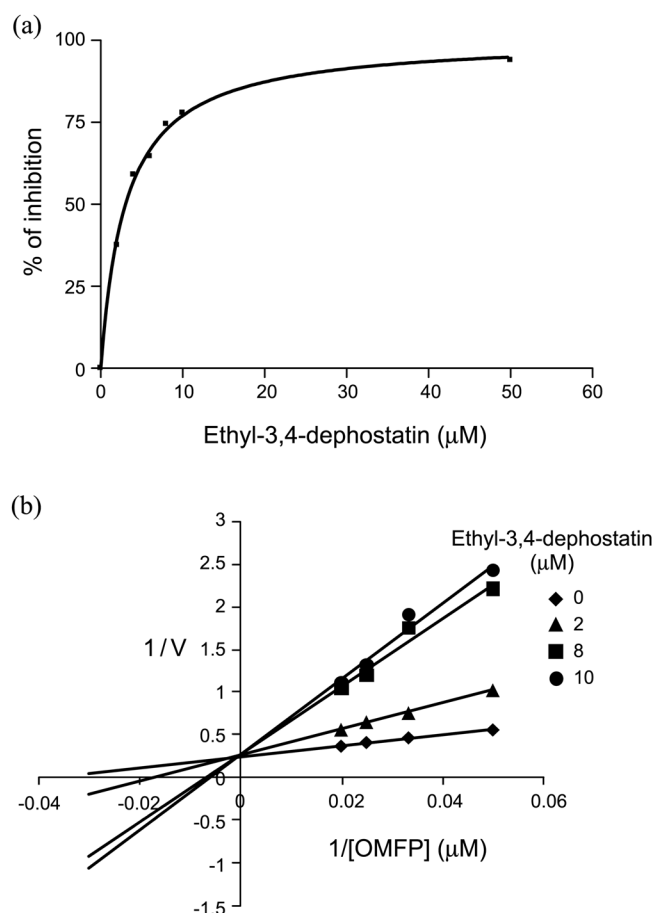 (a)
100
75
50
25
0
% of inhibition
0 10 20 30 40 50 60
Ethyl-3,4-dephostatin (μM)
(b)
3
2.5
2
1.5
1
0.5
1/V
Ethyl-3,4-dephostatin
(μM)
0
2
8
10
-0.04 -0.02 0 0.02 0.04 0.06
-0.5
-1
-1.5
1/[OMFP] (μM)